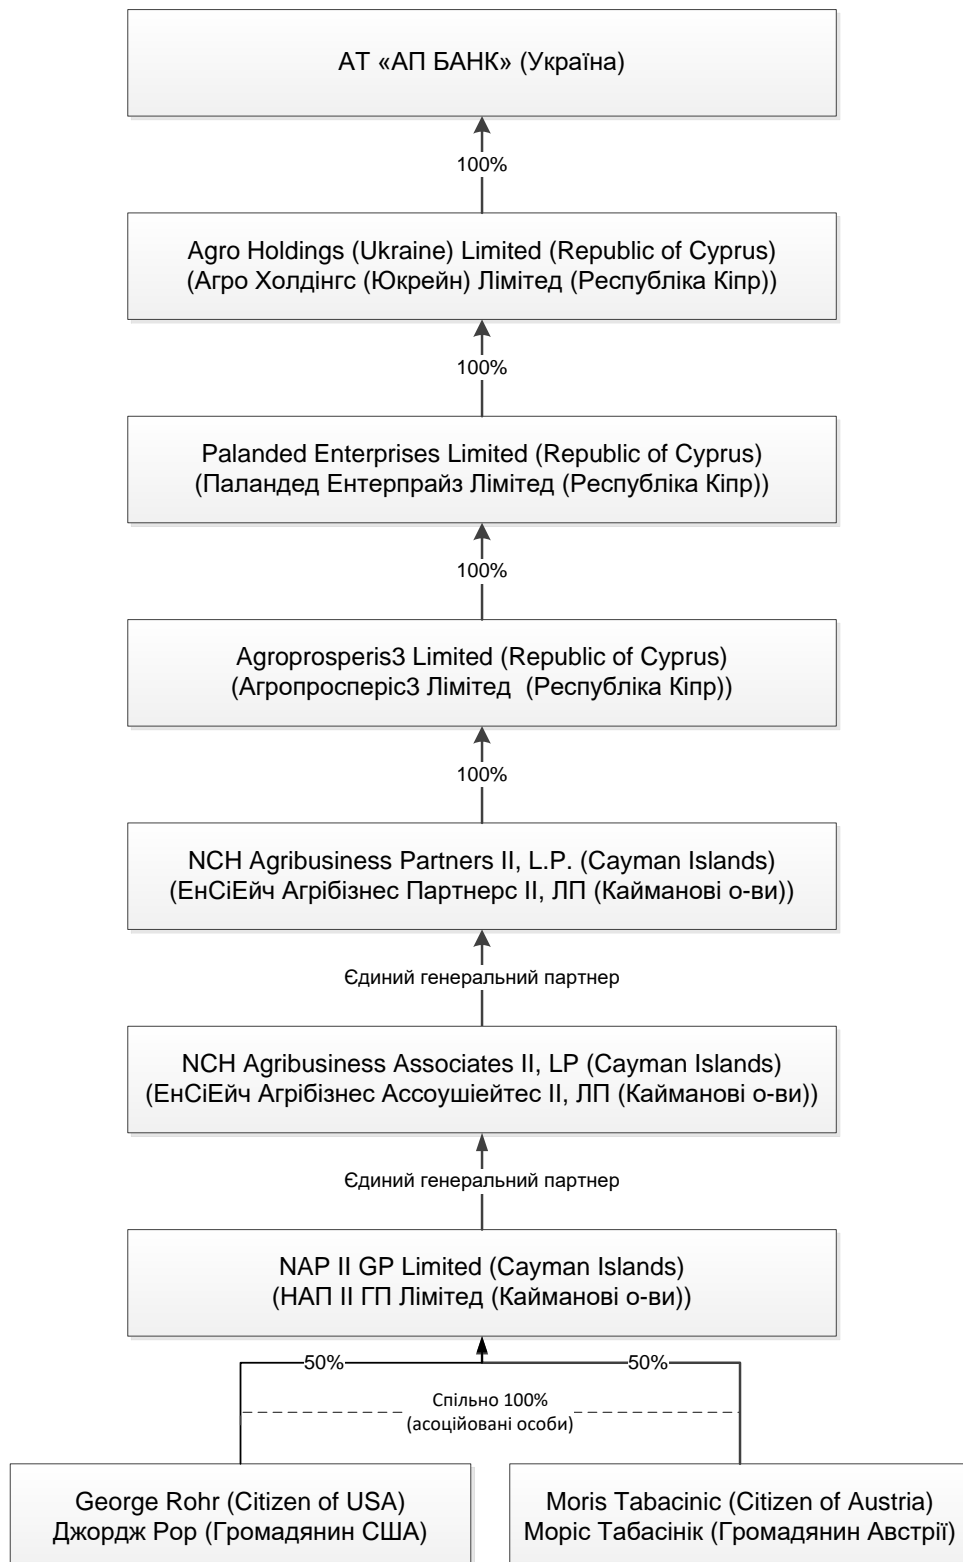 АТ «АП БАНК» (Україна)
100%
Agro Holdings (Ukraine) Limited (Republic of Cyprus)
(Агро Холдінгс (Юкрейн) Лімітед (Республіка Кіпр))
100%
Palanded Enterprises Limited (Republic of Cyprus)
(Паландед Ентерпрайз Лімітед (Республіка Кіпр))
100%
Agroprosperis3 Limited (Republic of Cyprus)
(Агропросперіс3 Лімітед (Республіка Кіпр))
100%
NCH Agribusiness Partners II, L.P. (Cayman Islands)
(ЕнСіЕйч Агрібізнес Партнерс II, ЛП (Кайманові о-ви))
Єдиний генеральний партнер
NCH Agribusiness Associates II, LP (Cayman Islands)
(ЕнСіЕйч Агрібізнес Ассоушіейтес II, ЛП (Кайманові о-ви))
Єдиний генеральний партнер
NAP II GP Limited (Cayman Islands)
(НАП II ГП Лімітед (Кайманові о-ви))
50%
50%
Спільно 100%
(асоційовані особи)
George Rohr (Citizen of USA)
Джордж Рор (Громадянин США)
Moris Tabacinic (Citizen of Austria)
Моріс Табасінік (Громадянин Австрії)